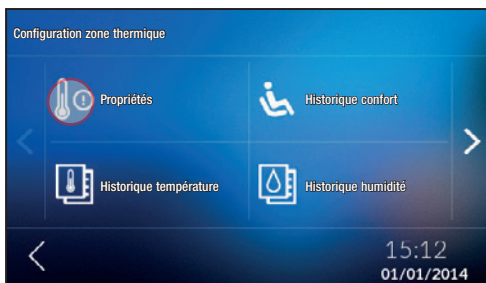 Configuration zone thermique
Propriétés
Historique confort
Historique température
Historique humidité
15:12
01/01/2014